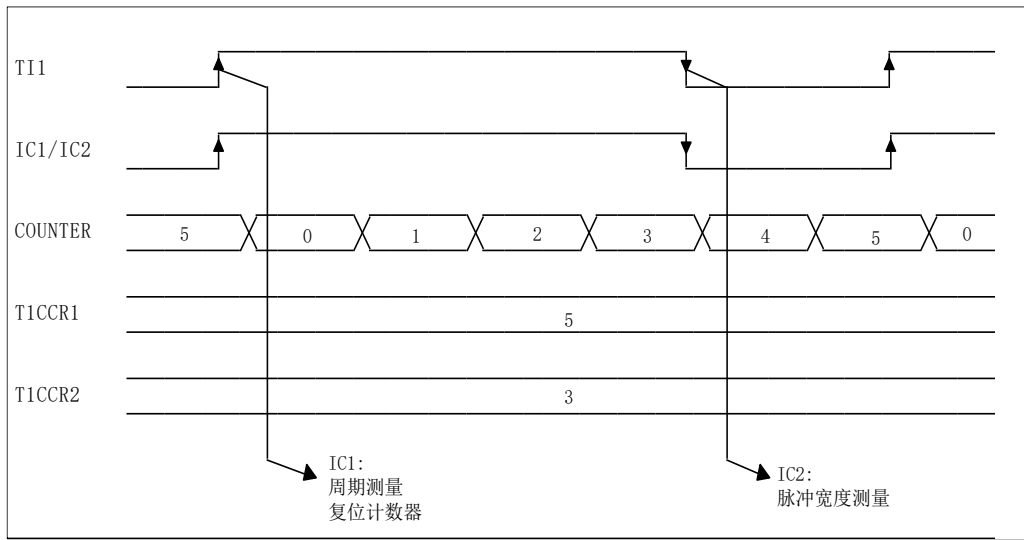 TI1
IC1/IC2
COUNTER 5 0 1 2 3 4 5 0
T1CCR1 5
T1CCR2 3
IC1:
周期测量
复位计数器
IC2:
脉冲宽度测量